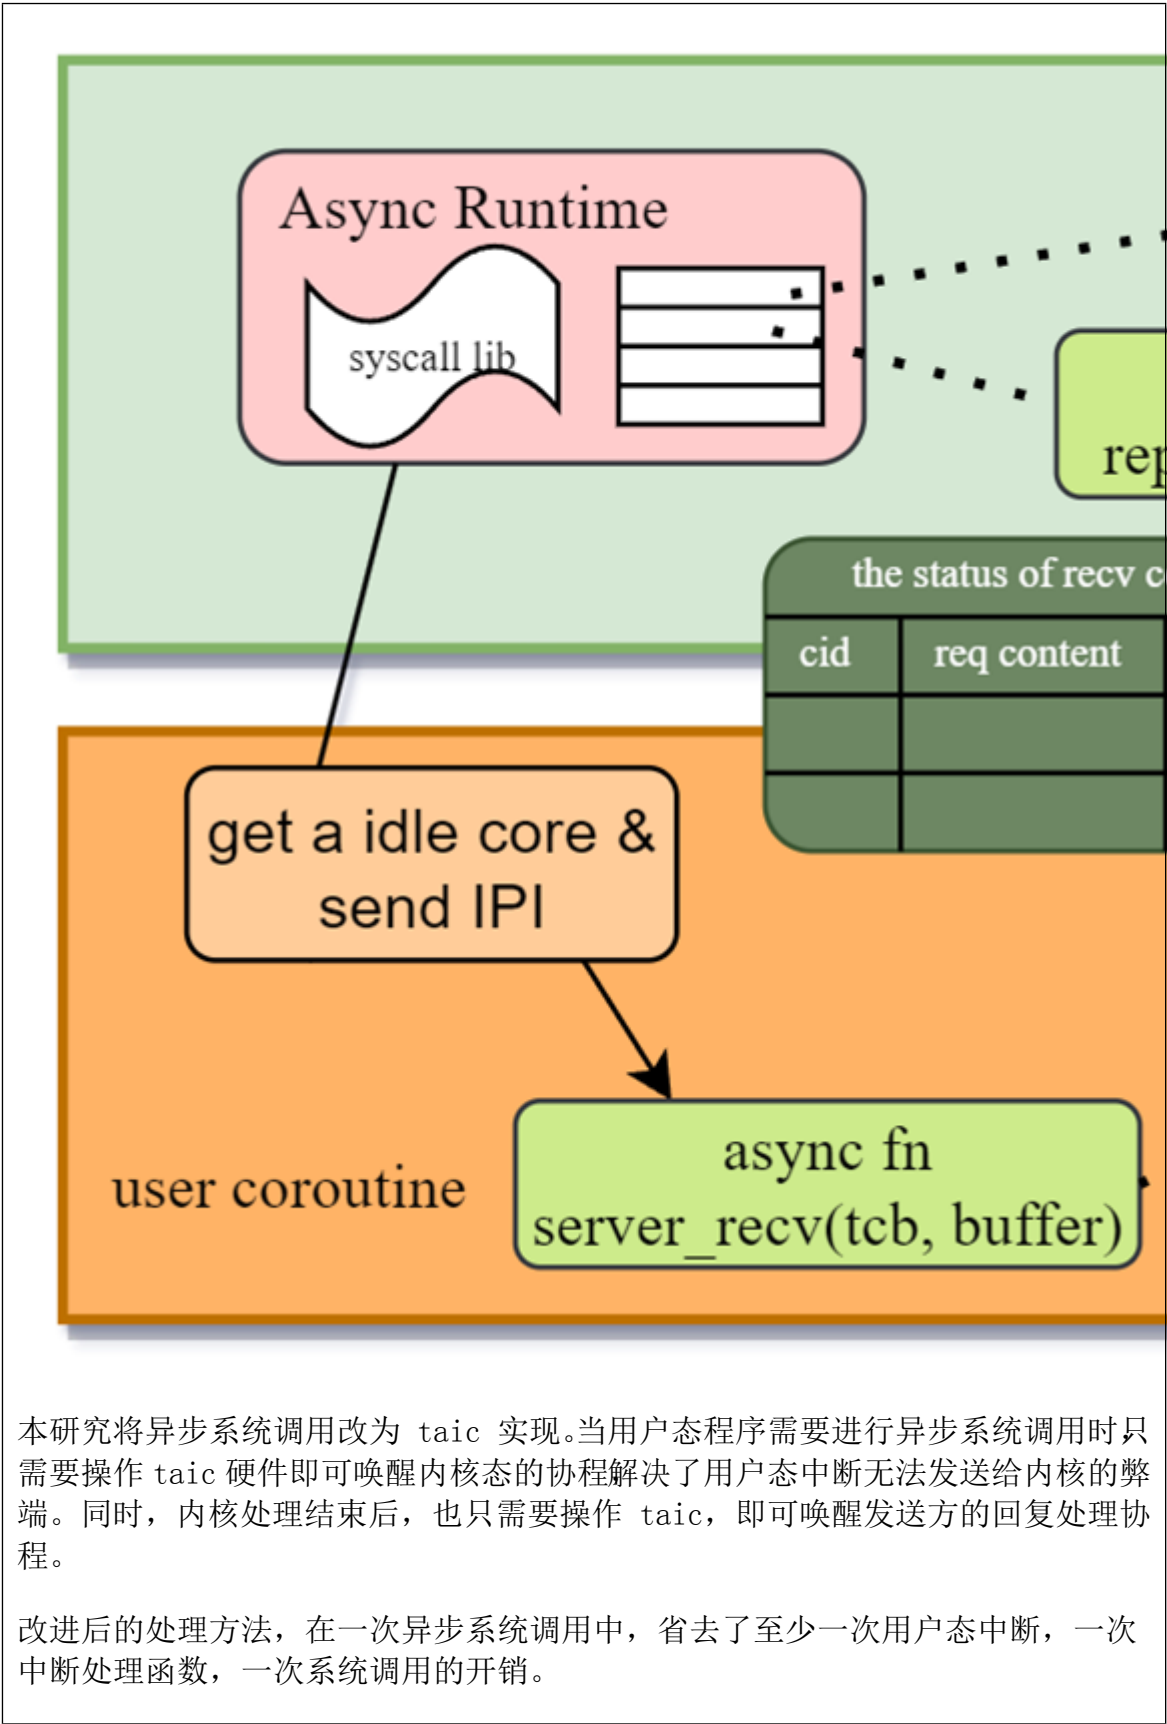 Async Runtime
syscall lib
rep
the status of recv c
cid
req content
get a idle core &
send IPI
user coroutine
async fn
server_recv(tcb, buffer)
本研究将异步系统调用改为 taic 实现。当用户态程序需要进行异步系统调用时，只
需要操作 taic 硬件即可唤醒内核态的协程解决了用户态中断无法发送给内核的弊
端。同时，内核处理结束后，也只需要操作 taic，即可唤醒发送方的回复处理协
程。
改进后的处理方法，在一次异步系统调用中，省去了至少一次用户态中断，一次
中断处理函数，一次系统调用的开销。